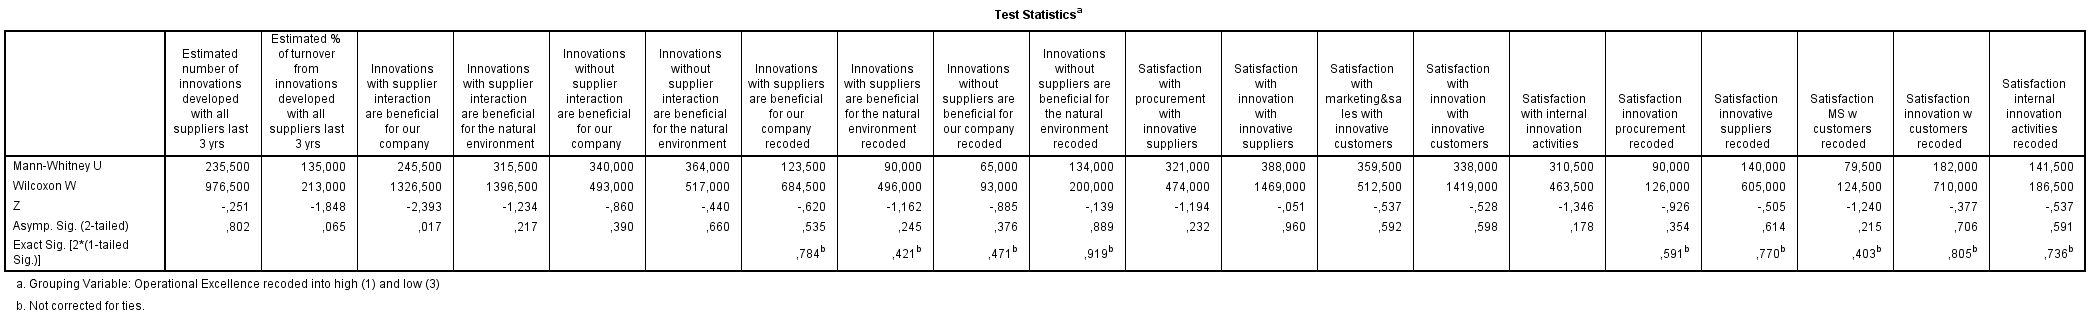 Test Statisticsa
Estimated number of innovations developed with all suppliers last 3 yrs
Estimated % of turnover from innovations developed with all suppliers last 3 yrs
Innovations with supplier interaction are beneficial for our company
Innovations with supplier interaction are beneficial for the natural environment
Innovations without supplier interaction are beneficial for our company
Innovations without supplier interaction are beneficial for the natural environment
Innovations with suppliers are beneficial for our company recoded
Innovations with suppliers are beneficial for the natural environment recoded
Innovations without suppliers are beneficial for our company recoded
Innovations without suppliers are beneficial for the natural environment recoded
Satisfaction with procurement with innovative suppliers
Satisfaction with innovation with innovative suppliers
Satisfaction with marketing&sa les with innovative customers
Satisfaction with innovation with innovative customers
Satisfaction with internal innovation activities
Satisfaction innovation procurement recoded
Satisfaction innovative suppliers recoded
Satisfaction MS w customers recoded
Satisfaction innovation w customers recoded
Satisfaction internal innovation activities recoded
Mann-Whitney U 235,500 135,000 245,500 315,500 340,000 364,000 123,500 90,000 65,000 134,000 321,000 388,000 359,500 338,000 310,500 90,000 140,000 79,500 182,000 141,500
Wilcoxon W 976,500 213,000 1326,500 1396,500 493,000 517,000 684,500 496,000 93,000 200,000 474,000 1469,000 512,500 1419,000 463,500 126,000 605,000 124,500 710,000 186,500
Z -,251 -1,848 -2,393 -1,234 -,860 -,440 -,620 -1,162 -,885 -,139 -1,194 -,051 -,537 -,528 -1,346 -,926 -,505 -1,240 -,377 -,537
Asymp. Sig. (2-tailed) ,802 ,065 ,017 ,217 ,390 ,660 ,535 ,245 ,376 ,889 ,232 ,960 ,592 ,598 ,178 ,354 ,614 ,215 ,706 ,591
Exact Sig. [2*(1-tailed Sig.)] ,784b ,421b ,471b ,919b ,591b ,770b ,403b ,805b ,736b
a. Grouping Variable: Operational Excellence recoded into high (1) and low (3)
b. Not corrected for ties.